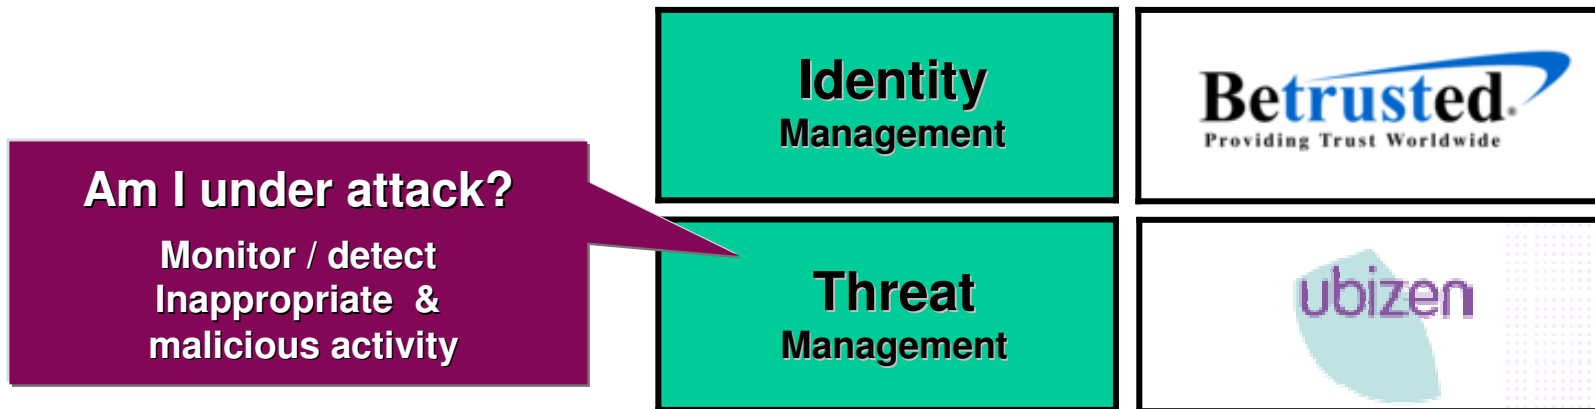 Identity
Management
Betrusted®
Providing Trust Worldwide
Am I under attack?
Monitor / detect
Inappropriate &
malicious activity
Threat
Management
ubizen